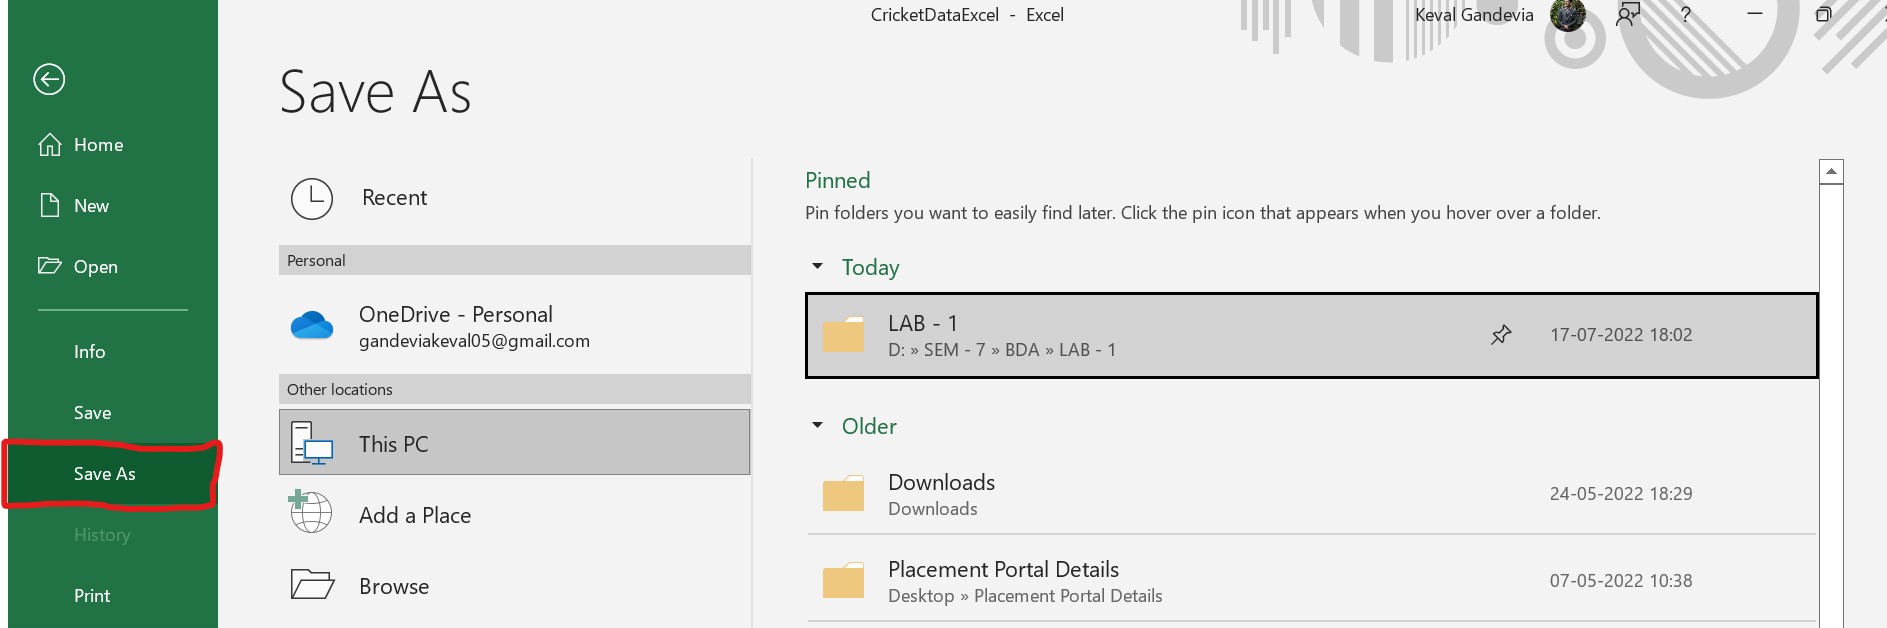 CricketDataExcel - Excel
Keval Gandevia
?
Save As
Home
New
Open
Info
Save
Save As
History
Print
Recent
Personal
OneDrive - Personal
gandeviakeval05@gmail.com
Other locations
This PC
Add a Place
Browse
Pinned
Pin folders you want to easily find later. Click the pin icon that appears when you hover over a folder.
Today
LAB - 1
D: » SEM - 7 » BDA » LAB - 1
17-07-2022 18:02
Older
Downloads
Downloads
24-05-2022 18:29
Placement Portal Details
Desktop » Placement Portal Details
07-05-2022 10:38